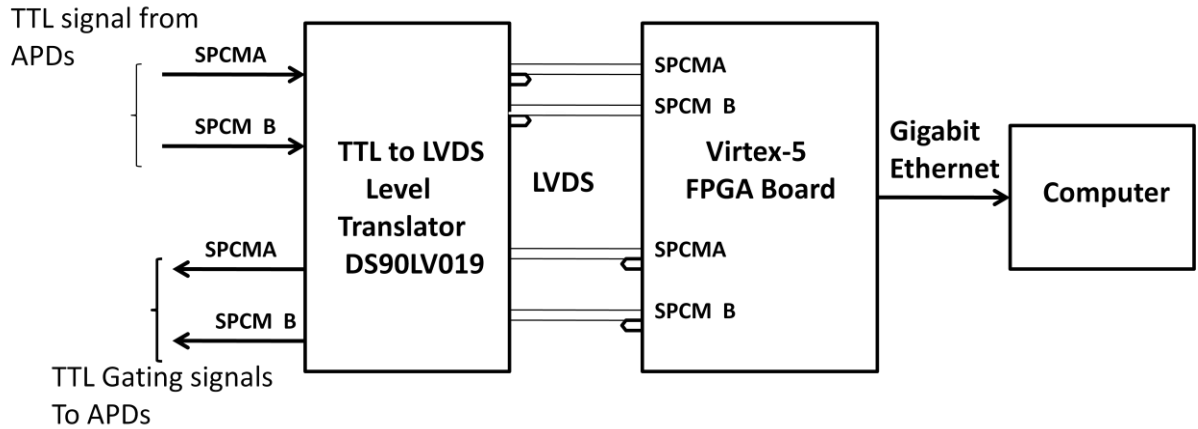 TTL signal from
APDs
SPCMA
SPCM B
TTL to LVDS
Level
Translator
DS90LV019
SPCMA
SPCM B
TTL Gating signals
To APDs
LVDS
SPCMA
SPCM B
Virtex-5
FPGA Board
SPCMA
SPCM B
Gigabit
Ethernet
Computer